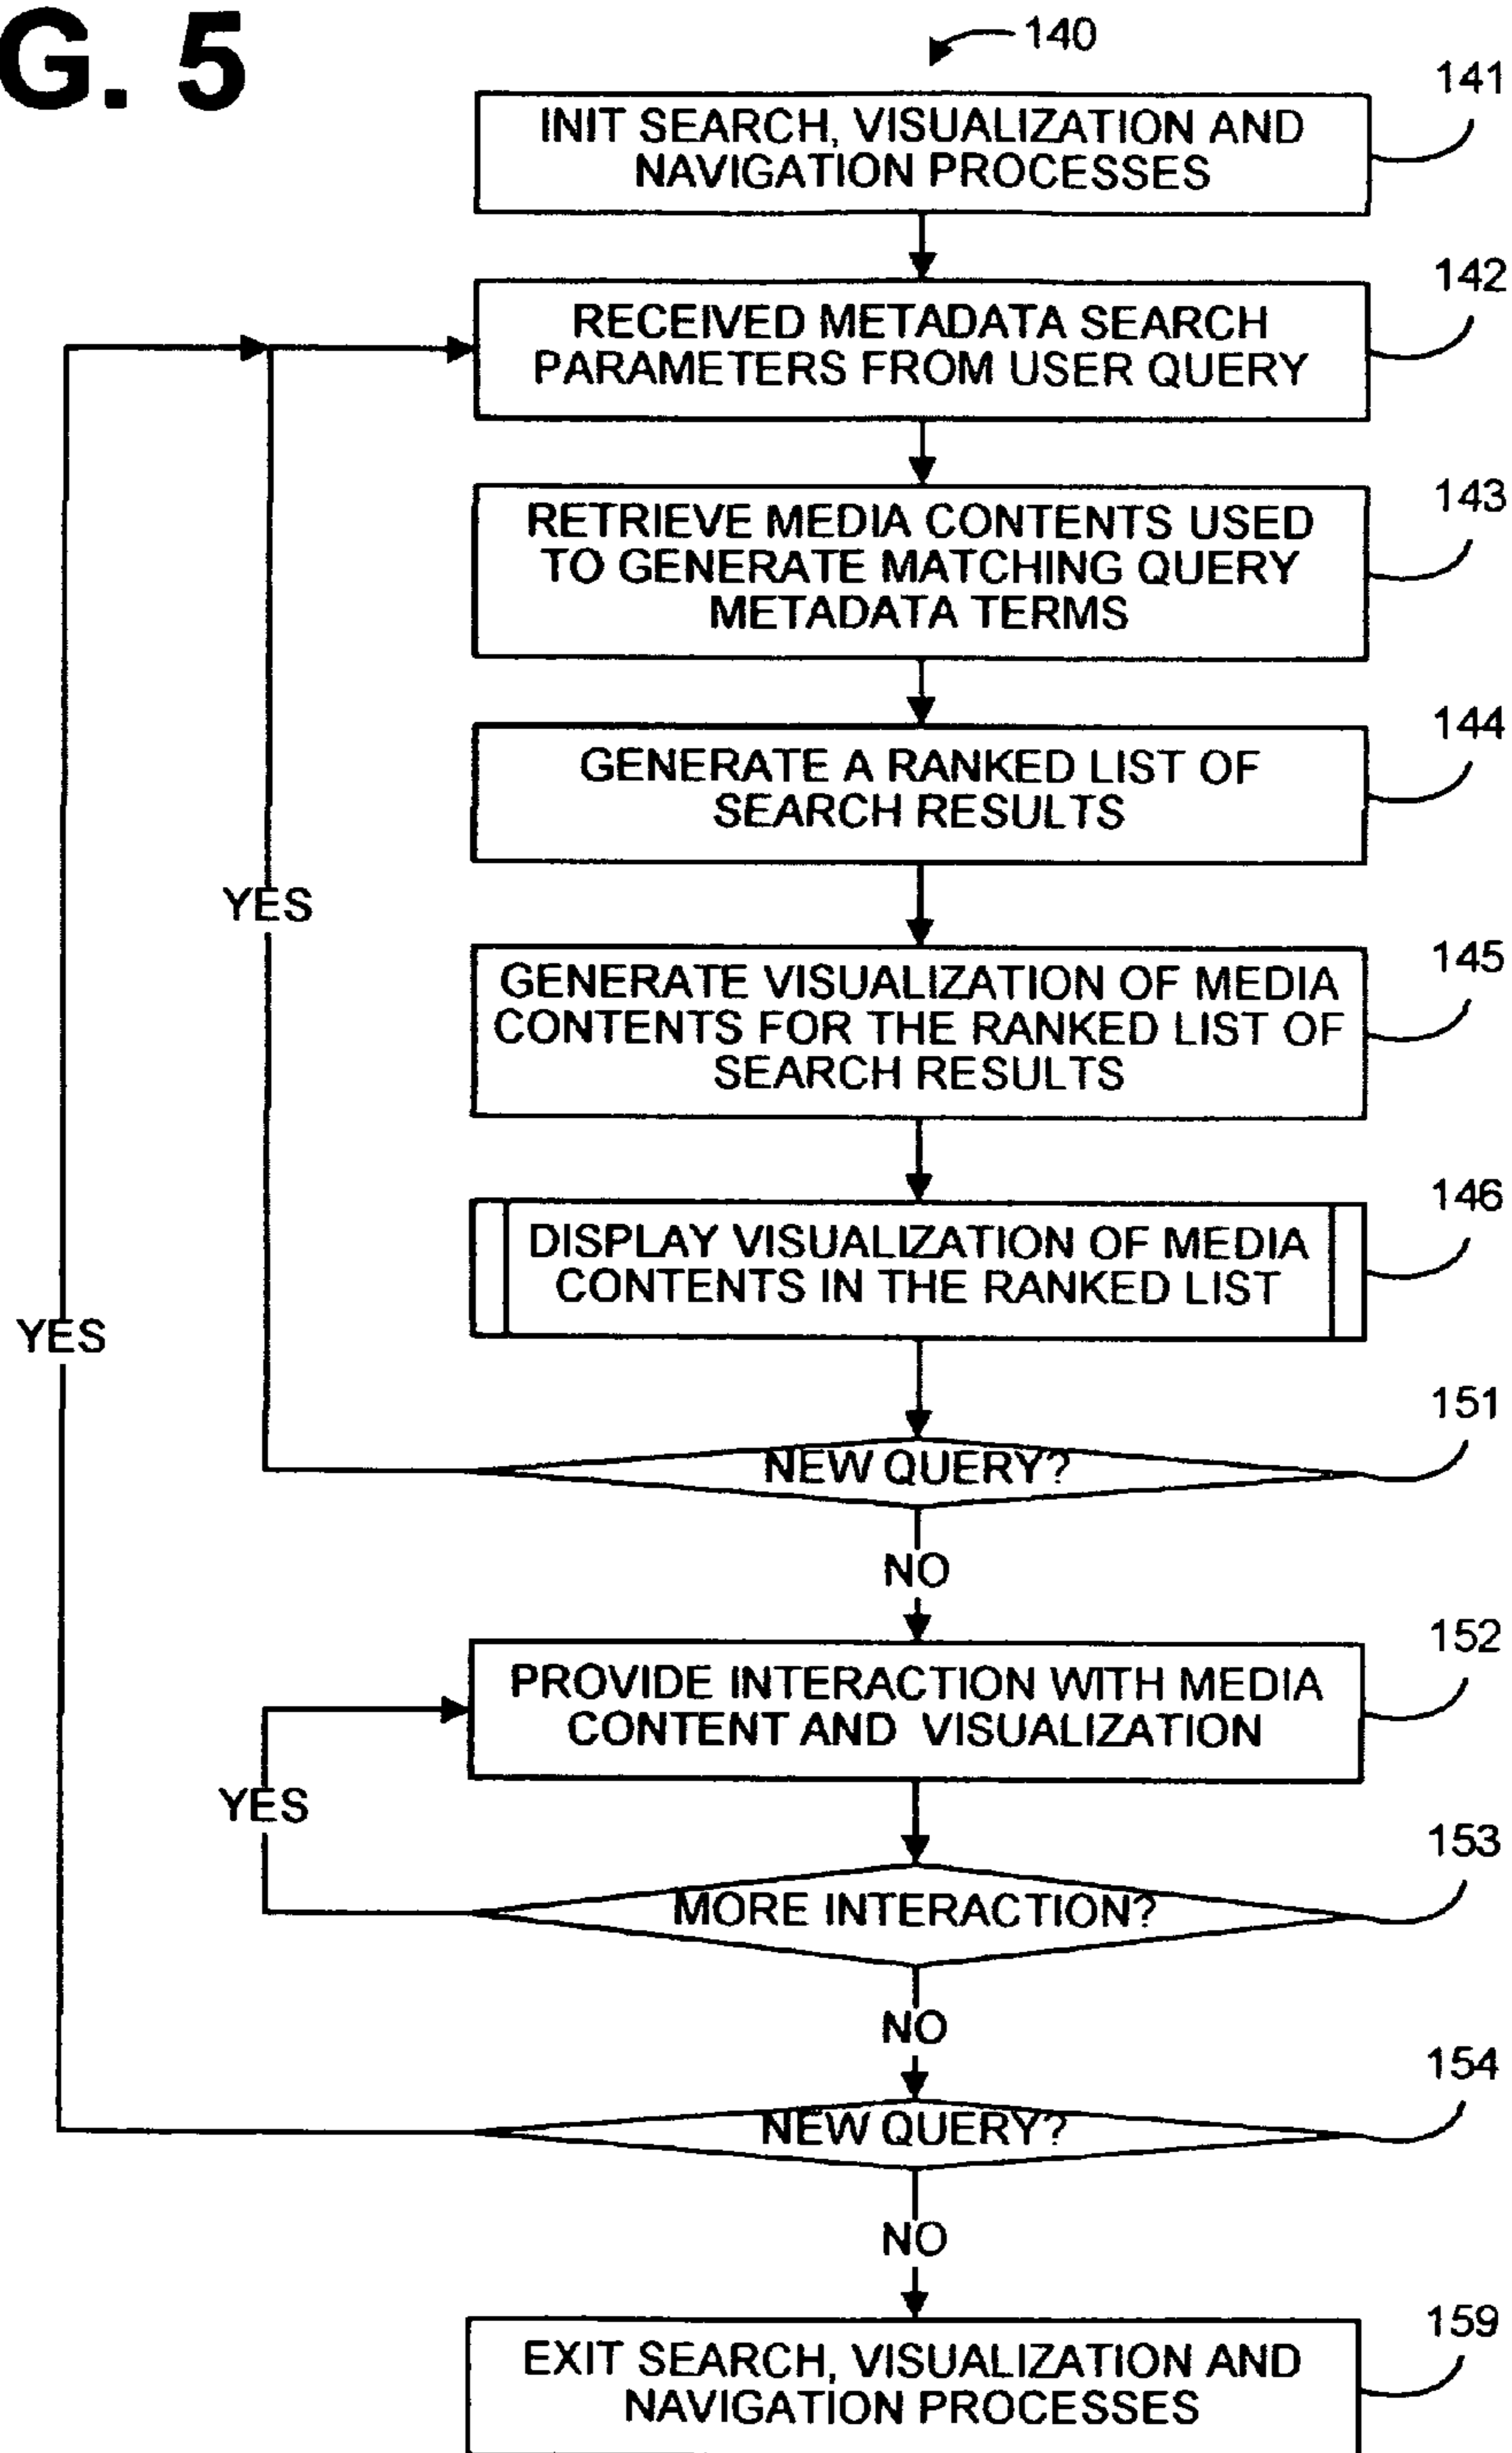 G. 5
140
141
INIT SEARCH, VISUALIZATION AND
NAVIGATION PROCESSES
142
RECEIVED METADATA SEARCH
PARAMETERS FROM USER QUERY
143
RETRIEVE MEDIA CONTENTS USED
TO GENERATE MATCHING QUERY
METADATA TERMS
144
GENERATE A RANKED LIST OF
SEARCH RESULTS
YES
145
GENERATE VISUALIZATION OF MEDIA
CONTENTS FOR THE RANKED LIST OF
SEARCH RESULTS
146
DISPLAY VISUALIZATION OF MEDIA
CONTENTS IN THE RANKED LIST
YES
151
NEW QUERY?
NO
152
PROVIDE INTERACTION WITH MEDIA
CONTENT AND VISUALIZATION
YES
153
MORE INTERACTION?
NO
154
NEW QUERY?
NO
159
EXIT SEARCH, VISUALIZATION AND
NAVIGATION PROCESSES